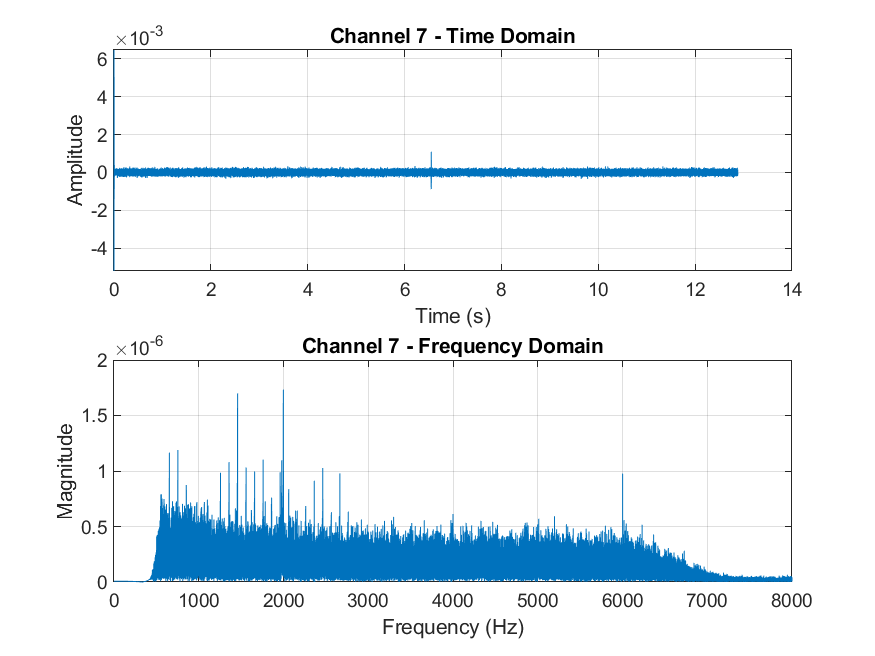 Channel 7 - Time Domain
×10-3
6
4
2
0
-2
-4
Amplitude
0 2 4 6 8 10 12 14
Time (s)
Channel 7 - Frequency Domain
×10-6
2
1.5
1
0.5
0
Magnitude
0 1000 2000 3000 4000 5000 6000 7000 8000
Frequency (Hz)